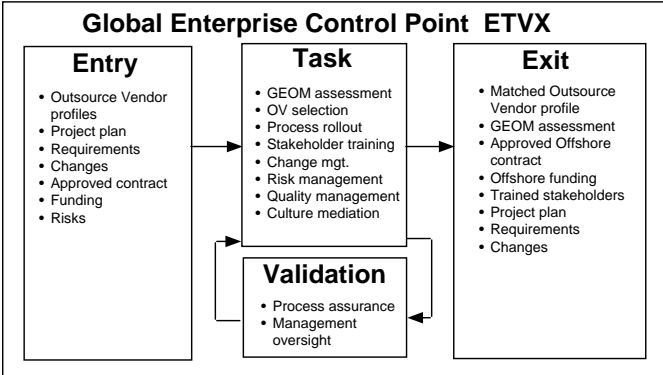 Global Enterprise Control Point  ETVX
Entry
• Outsource Vendor
profiles
• Project plan
• Requirements
• Changes
• Approved contract
• Funding
• Risks
Task
• GEOM assessment
• OV selection
• Process rollout
• Stakeholder training
• Change mgt.
• Risk management
• Quality management
• Culture mediation
Validation
• Process assurance
• Management
oversight
Exit
• Matched Outsource
Vendor profile
• GEOM assessment
• Approved Offshore
contract
• Offshore funding
• Trained stakeholders
• Project plan
• Requirements
• Changes